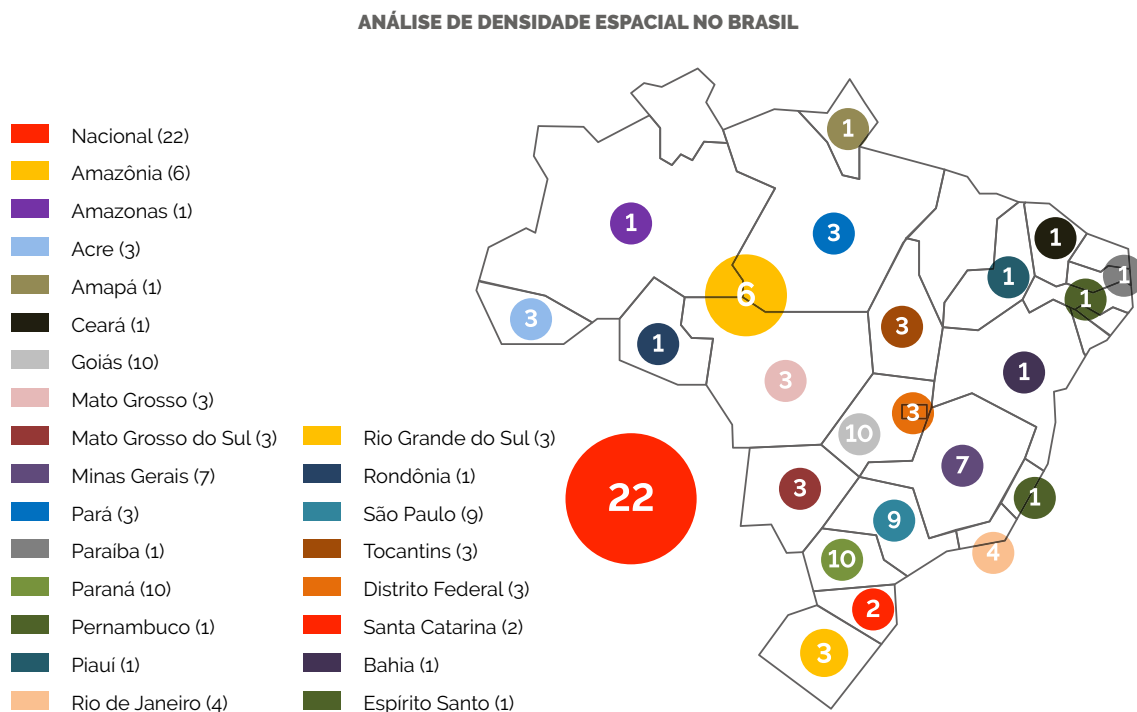 ANÁLISE DE DENSIDADE ESPACIAL NO BRASIL
Nacional (22)
Amazônia (6)
Amazonas (1)
Acre (3)
Amapá (1)
Ceará (1)
Goiás (10)
Mato Grosso (3)
Mato Grosso do Sul (3)
Minas Gerais (7)
Pará (3)
Paraíba (1)
Paraná (10)
Pernambuco (1)
Piauí (1)
Rio de Janeiro (4)
Rio Grande do Sul (3)
Rondônia (1)
São Paulo (9)
Tocantins (3)
Distrito Federal (3)
Santa Catarina (2)
Bahia (1)
Espírito Santo (1)
1
1
3
1
1
1
6
1
3
3
1
3
1
3
10
7
22
3
1
9
4
10
2
3